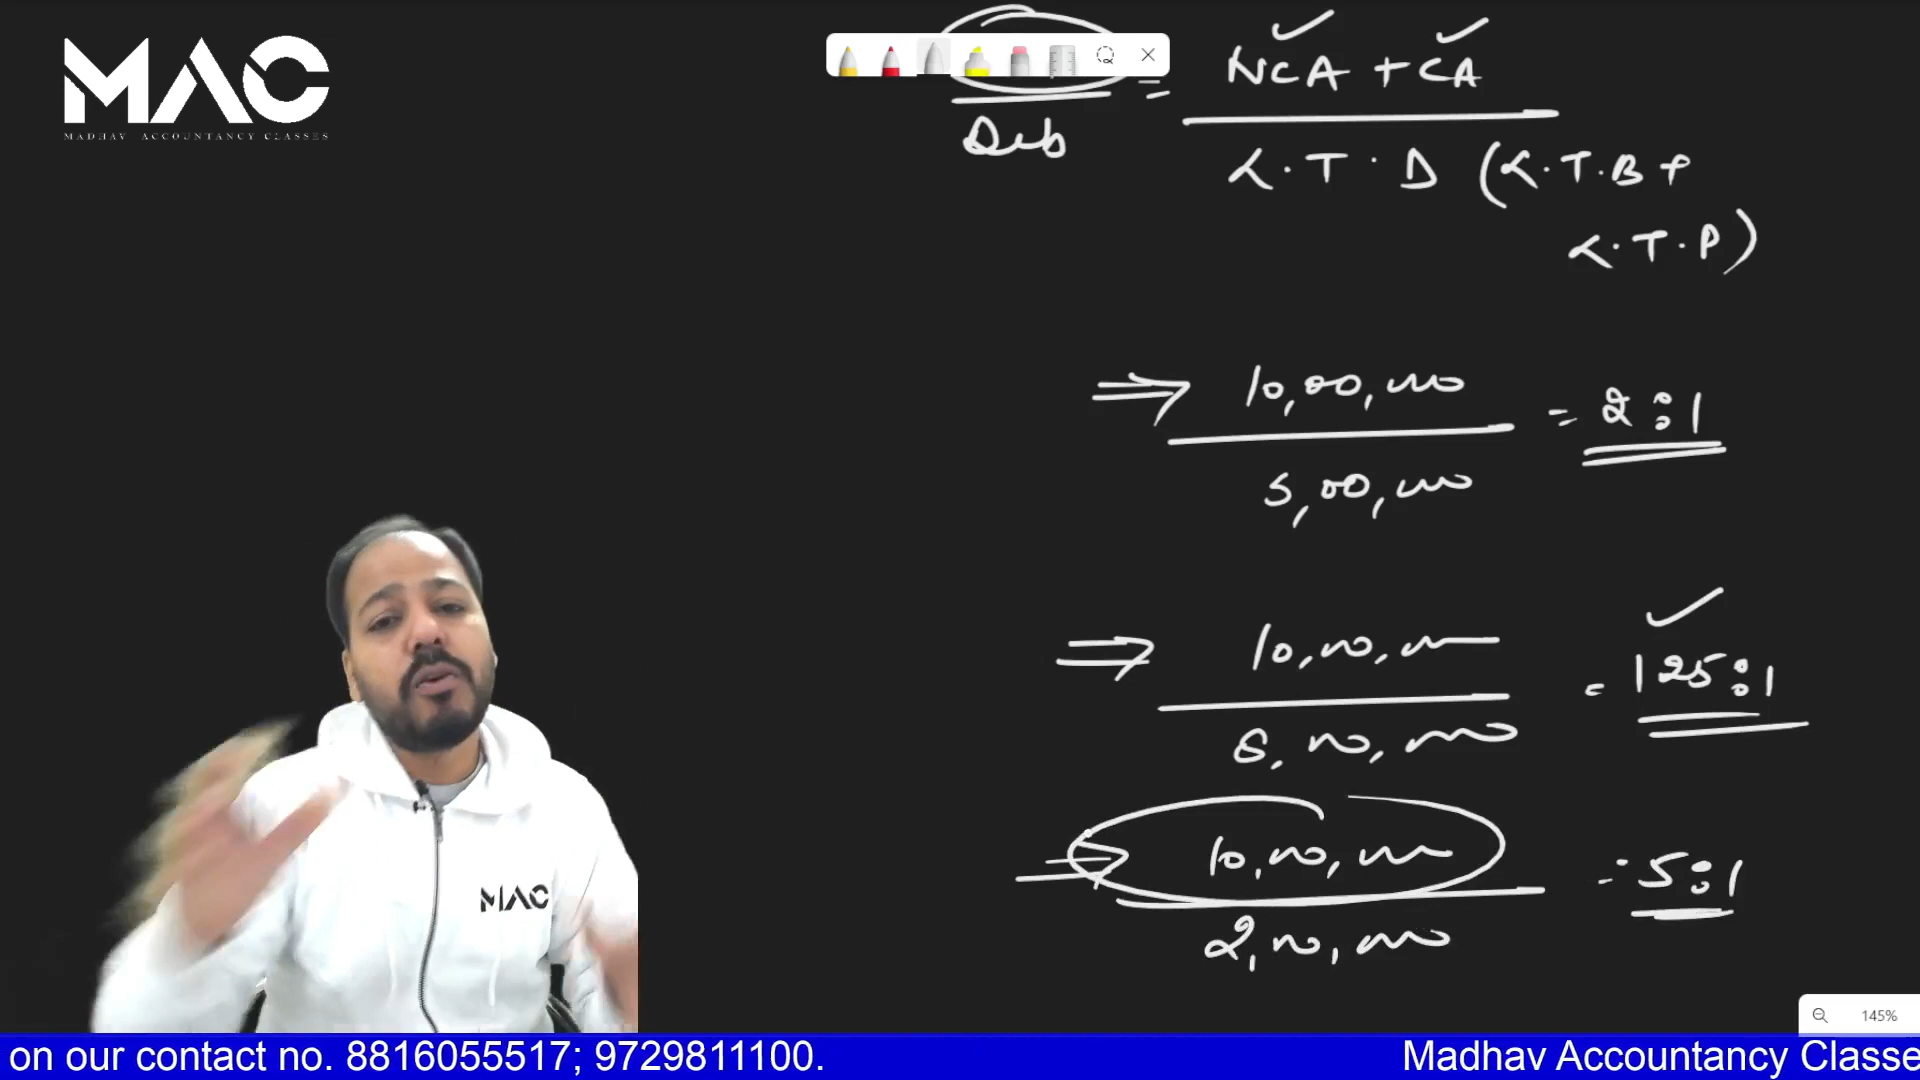 MAC
MADHAV ACCOUNTANCY CLASSES
NCA + CA
Deb =
L.T.D (L.T.B +
L.T.P)
⇒ 10,00,000
= 2:1
5,00,000
⇒ 10,00,000
= 125:1
8,00,000
⇒ 10,00,000
= 5:1
2,00,000
MAC
145%
on our contact no. 8816055517; 9729811100.
Madhav Accountancy Classe